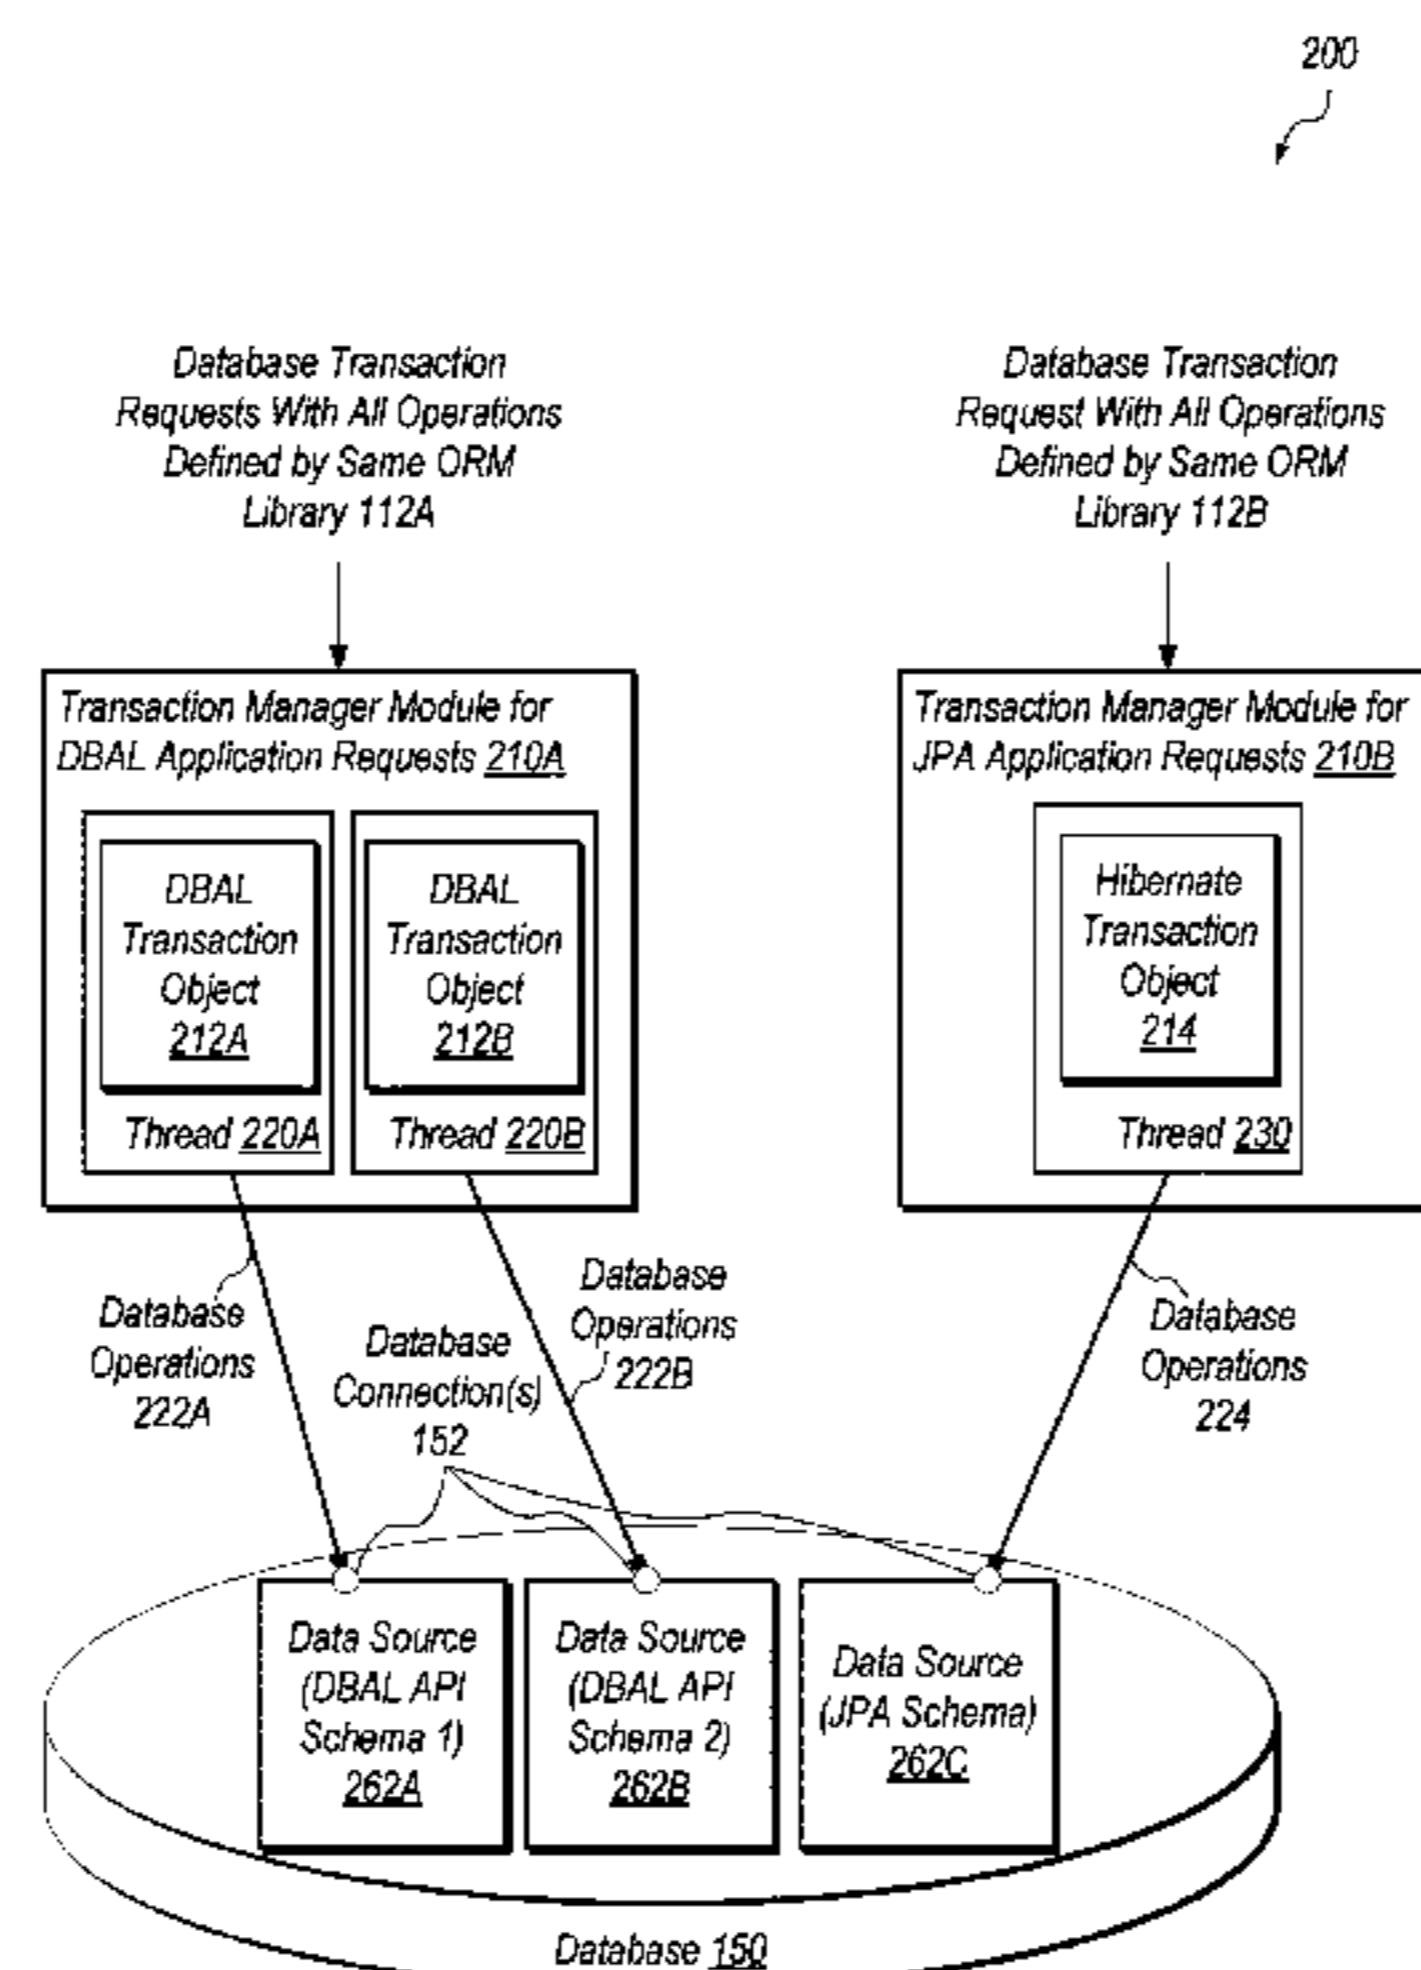 200
Database Transaction
Requests With All Operations
Defined by Same ORM
Library 112A
Database Transaction
Request With All Operations
Defined by Same ORM
Library 112B
Transaction Manager Module for
DBAL Application Requests 210A
DBAL
Transaction
Object
212A
Thread 220A
DBAL
Transaction
Object
212B
Thread 220B
Transaction Manager Module for
JPA Application Requests 210B
Hibernate
Transaction
Object
214
Thread 230
Database
Operations
222A
Database
Connection(s)
152
Database
Operations
222B
Database
Operations
224
Data Source
(DBAL API
Schema 1)
262A
Data Source
(DBAL API
Schema 2)
262B
Data Source
(JPA Schema)
262C
Database 150